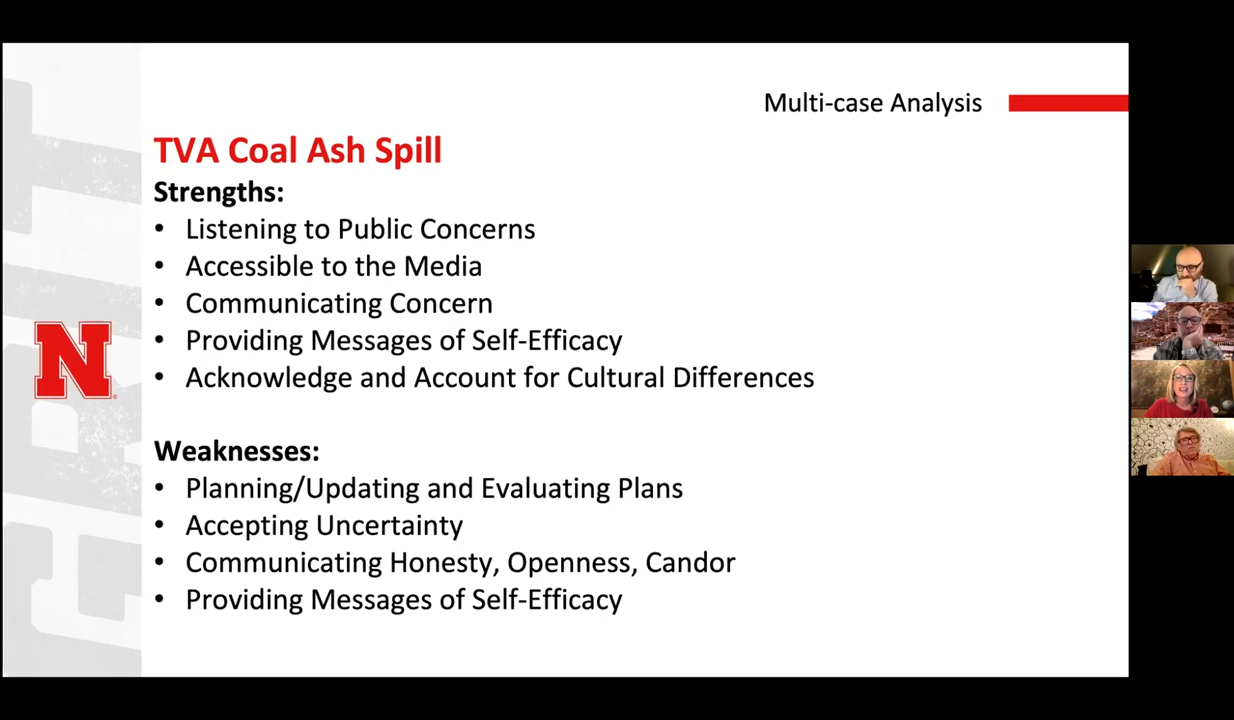 Multi-case Analysis
TVA Coal Ash Spill
Strengths:
• Listening to Public Concerns
• Accessible to the Media
• Communicating Concern
• Providing Messages of Self-Efficacy
• Acknowledge and Account for Cultural Differences
Weaknesses:
• Planning/Updating and Evaluating Plans
• Accepting Uncertainty
• Communicating Honesty, Openness, Candor
• Providing Messages of Self-Efficacy
N